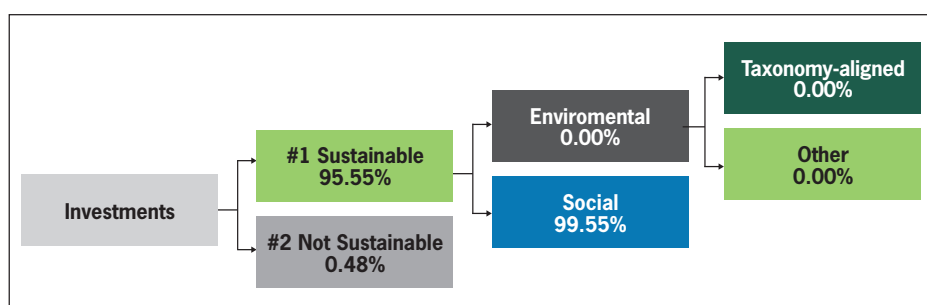 Investments
#1 Sustainable
95.55%
#2 Not Sustainable
0.48%
Enviromental
0.00%
Social
99.55%
Taxonomy-aligned
0.00%
Other
0.00%